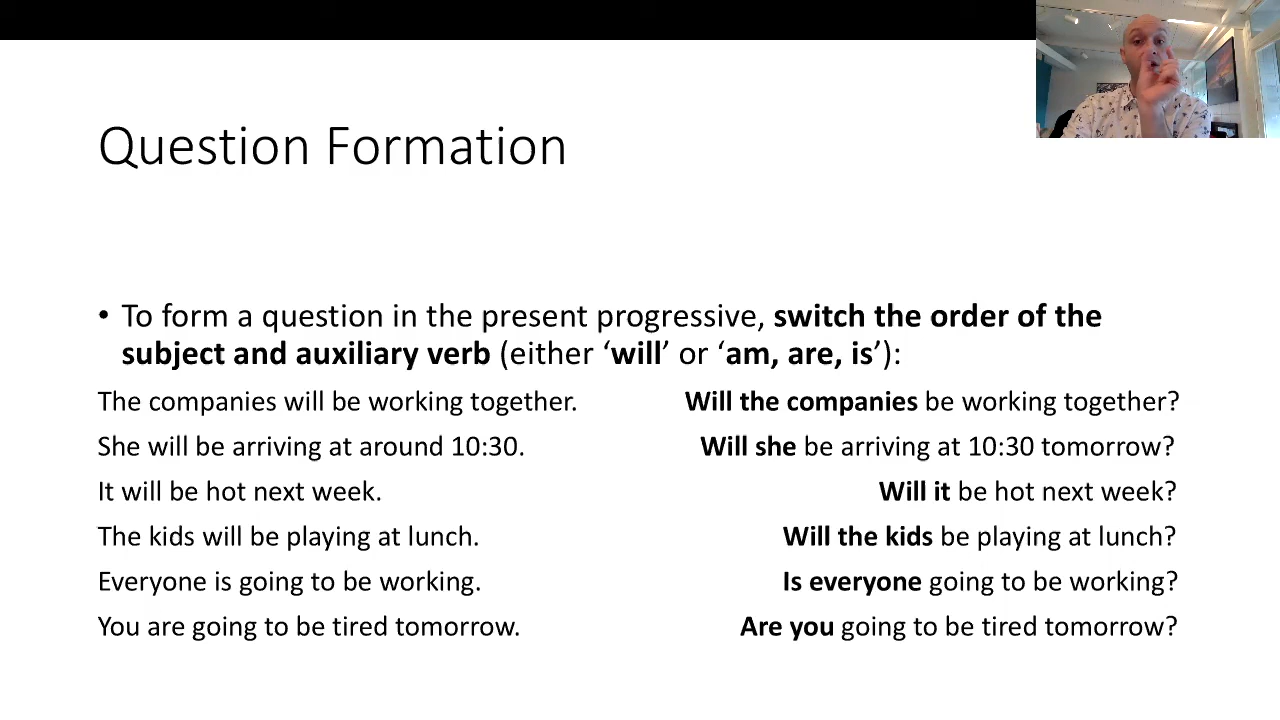 Question Formation
• To form a question in the present progressive, switch the order of the
subject and auxiliary verb (either ‘will’ or ‘am, are, is’):
The companies will be working together. Will the companies be working together?
She will be arriving at around 10:30. Will she be arriving at 10:30 tomorrow?
It will be hot next week. Will it be hot next week?
The kids will be playing at lunch. Will the kids be playing at lunch?
Everyone is going to be working. Is everyone going to be working?
You are going to be tired tomorrow. Are you going to be tired tomorrow?